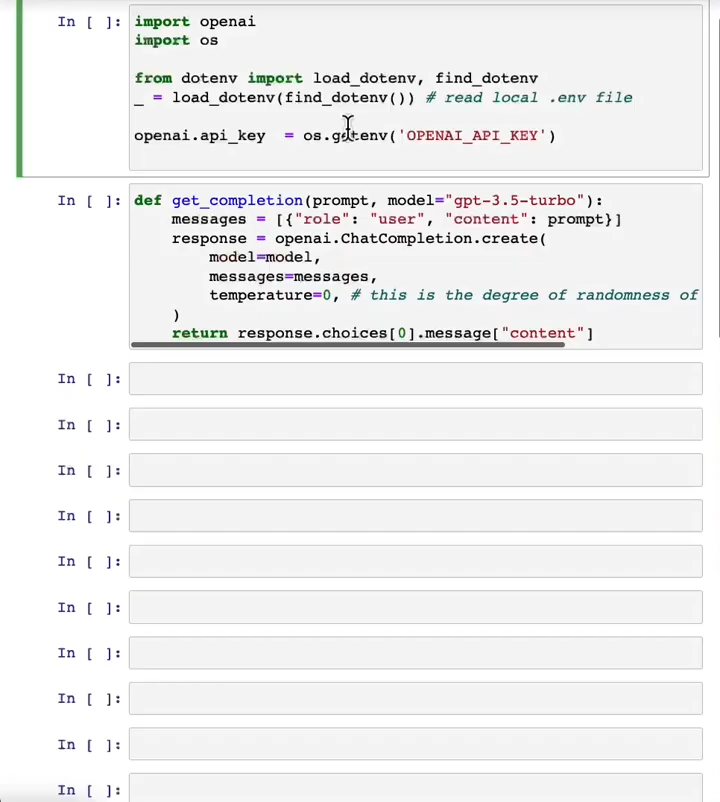 In [ ]:
import openai
import os
from dotenv import load_dotenv, find_dotenv
_ = load_dotenv(find_dotenv()) # read local .env file
openai.api_key  = os.getenv('OPENAI_API_KEY')
In [ ]:
def get_completion(prompt, model="gpt-3.5-turbo"):
    messages = [{"role": "user", "content": prompt}]
    response = openai.ChatCompletion.create(
        model=model,
        messages=messages,
        temperature=0, # this is the degree of randomness of
    )
    return response.choices[0].message["content"]
In [ ]:
In [ ]:
In [ ]:
In [ ]:
In [ ]:
In [ ]:
In [ ]:
In [ ]:
In [ ]:
In [ ]: